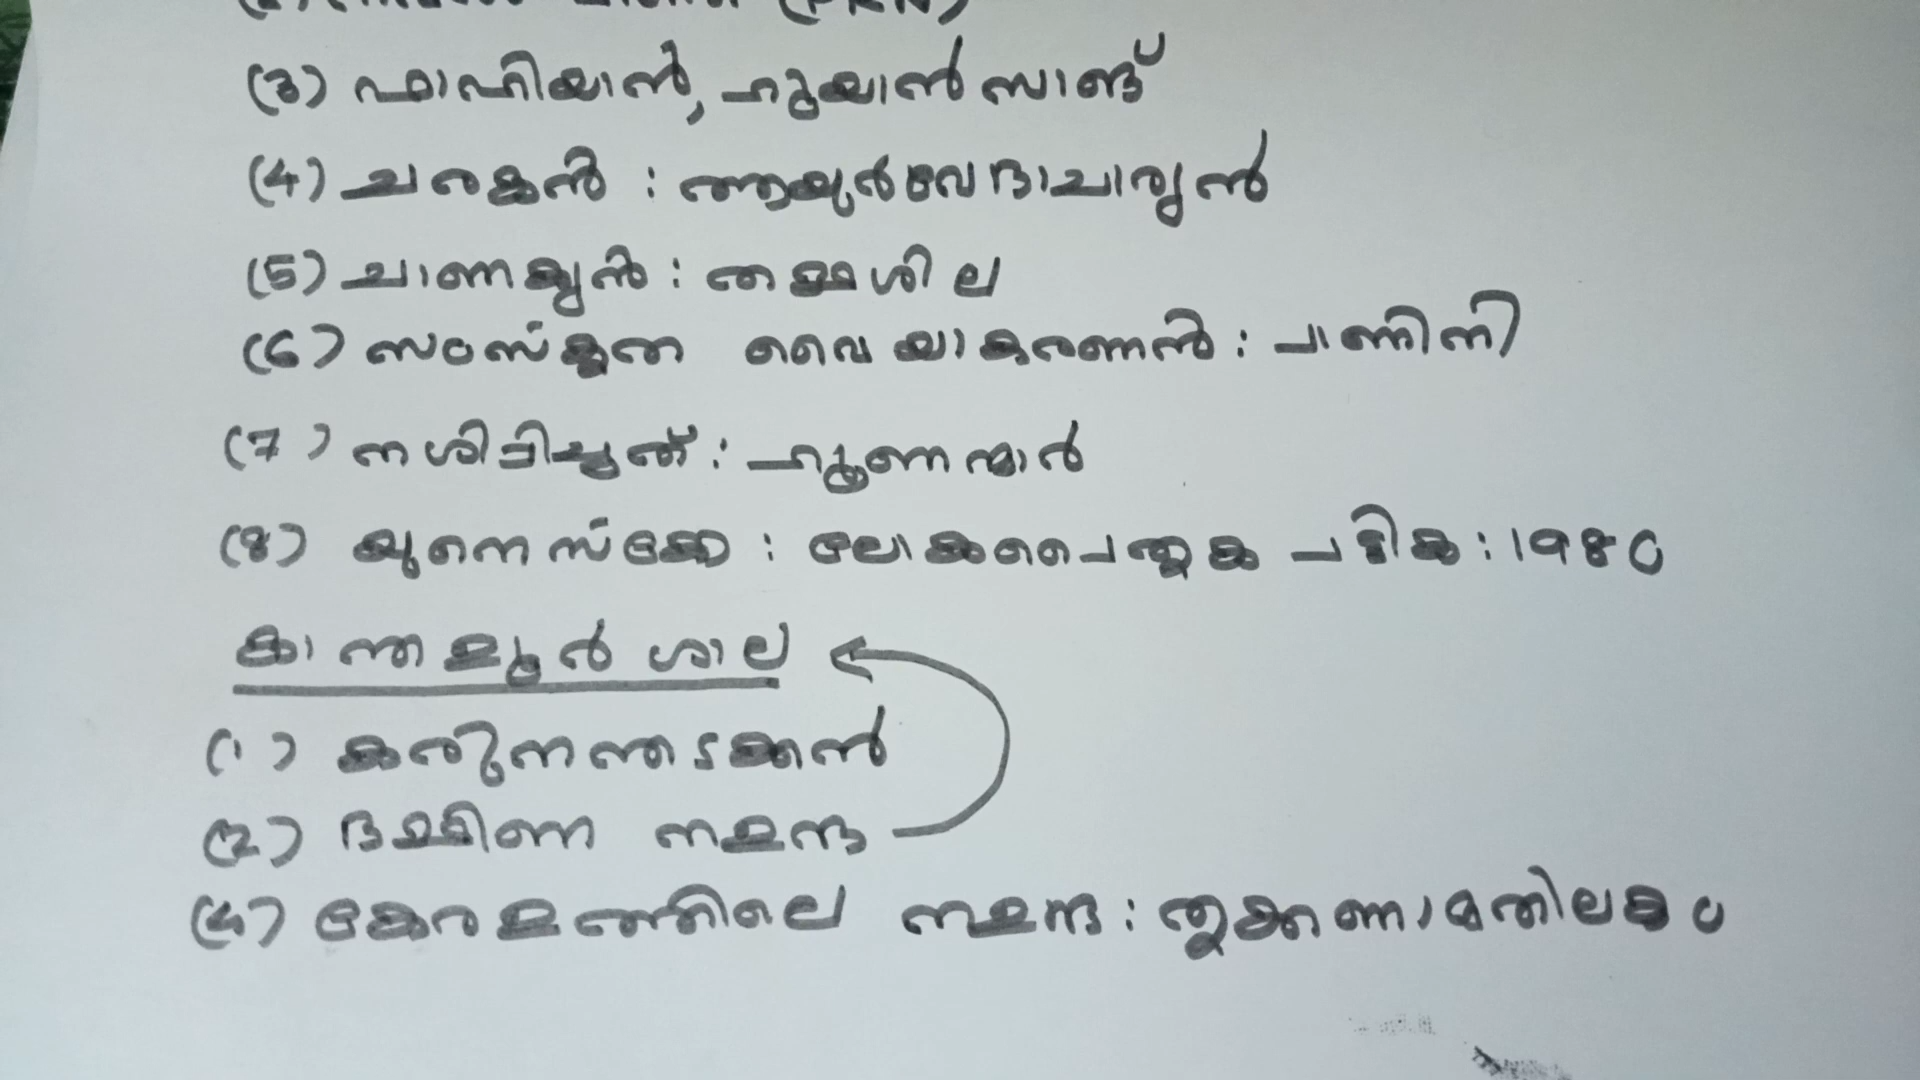 (3) ഫാഹിയാൻ, ഹുയാൻ സാങ്
(4) ചരകൻ : ആയുർവേദാചാര്യൻ
(5) ചാണക്യൻ : തക്ഷശില
(6) സംസ്കൃത വൈയാകരണൻ : പാണിനി
(7) നശിപ്പിച്ചത് : ഹൂണന്മാർ
(8) യുനെസ്കോ : ലോകപൈതൃക പട്ടിക : 1980
കാന്തളൂർ ശാല
(1) കരുനന്തടക്കൻ
(2) ദക്ഷിണ നളന്ദ
(4) കേരളത്തിലെ നളന്ദ : തൃക്കണാമതിലകം